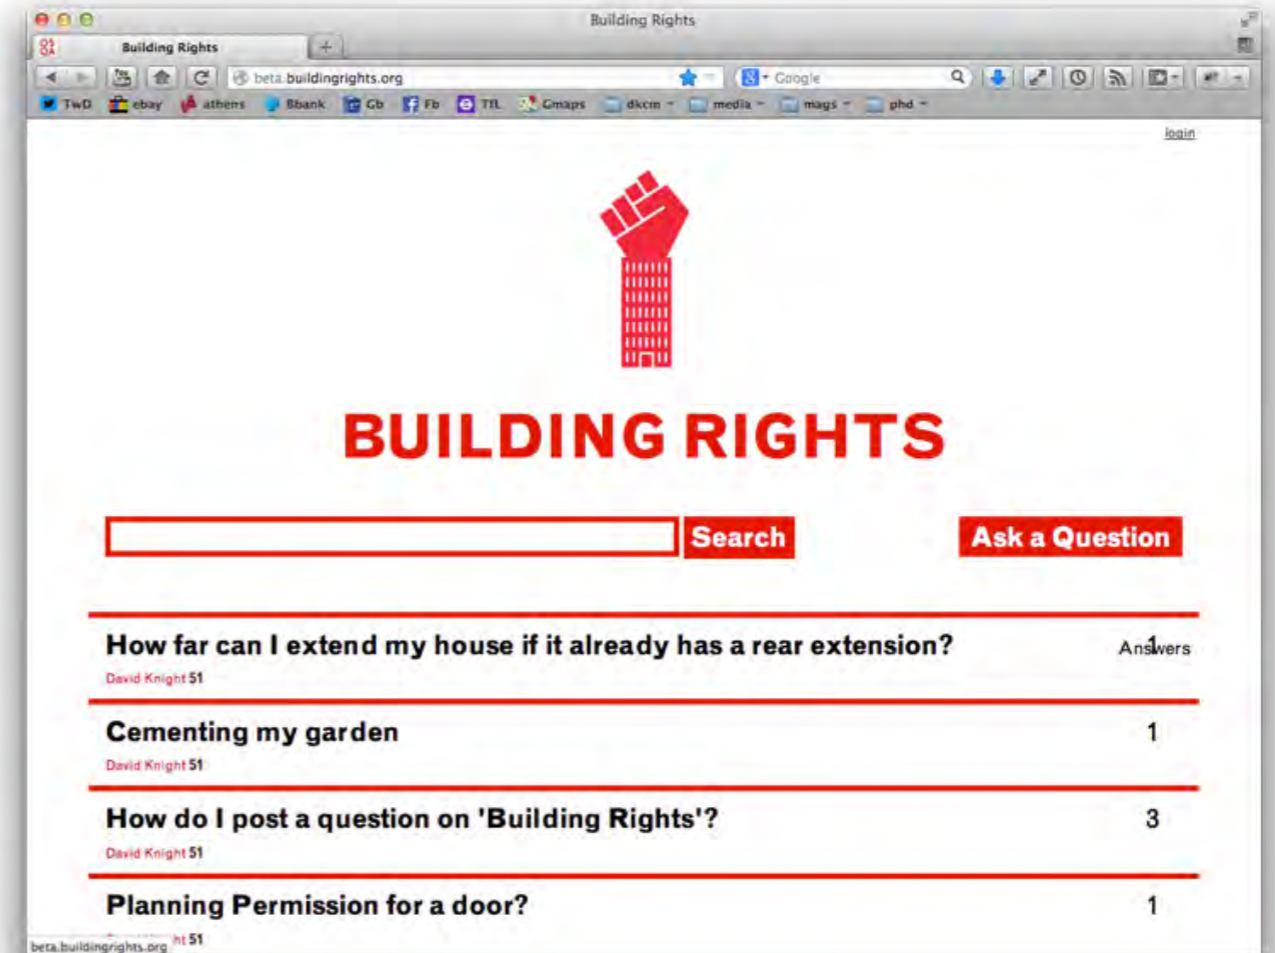 Building Rights
Building Rights
beta.buildingrights.org Google
TwD ebay athens Bbank Gb Fb TfL Gmaps dkcm media mags phd
login
BUILDING RIGHTS
Search Ask a Question
How far can I extend my house if it already has a rear extension? Answers 1
David Knight 51
Cementing my garden 1
David Knight 51
How do I post a question on 'Building Rights'? 3
David Knight 51
Planning Permission for a door? 1
ht 51
beta.buildingrights.org